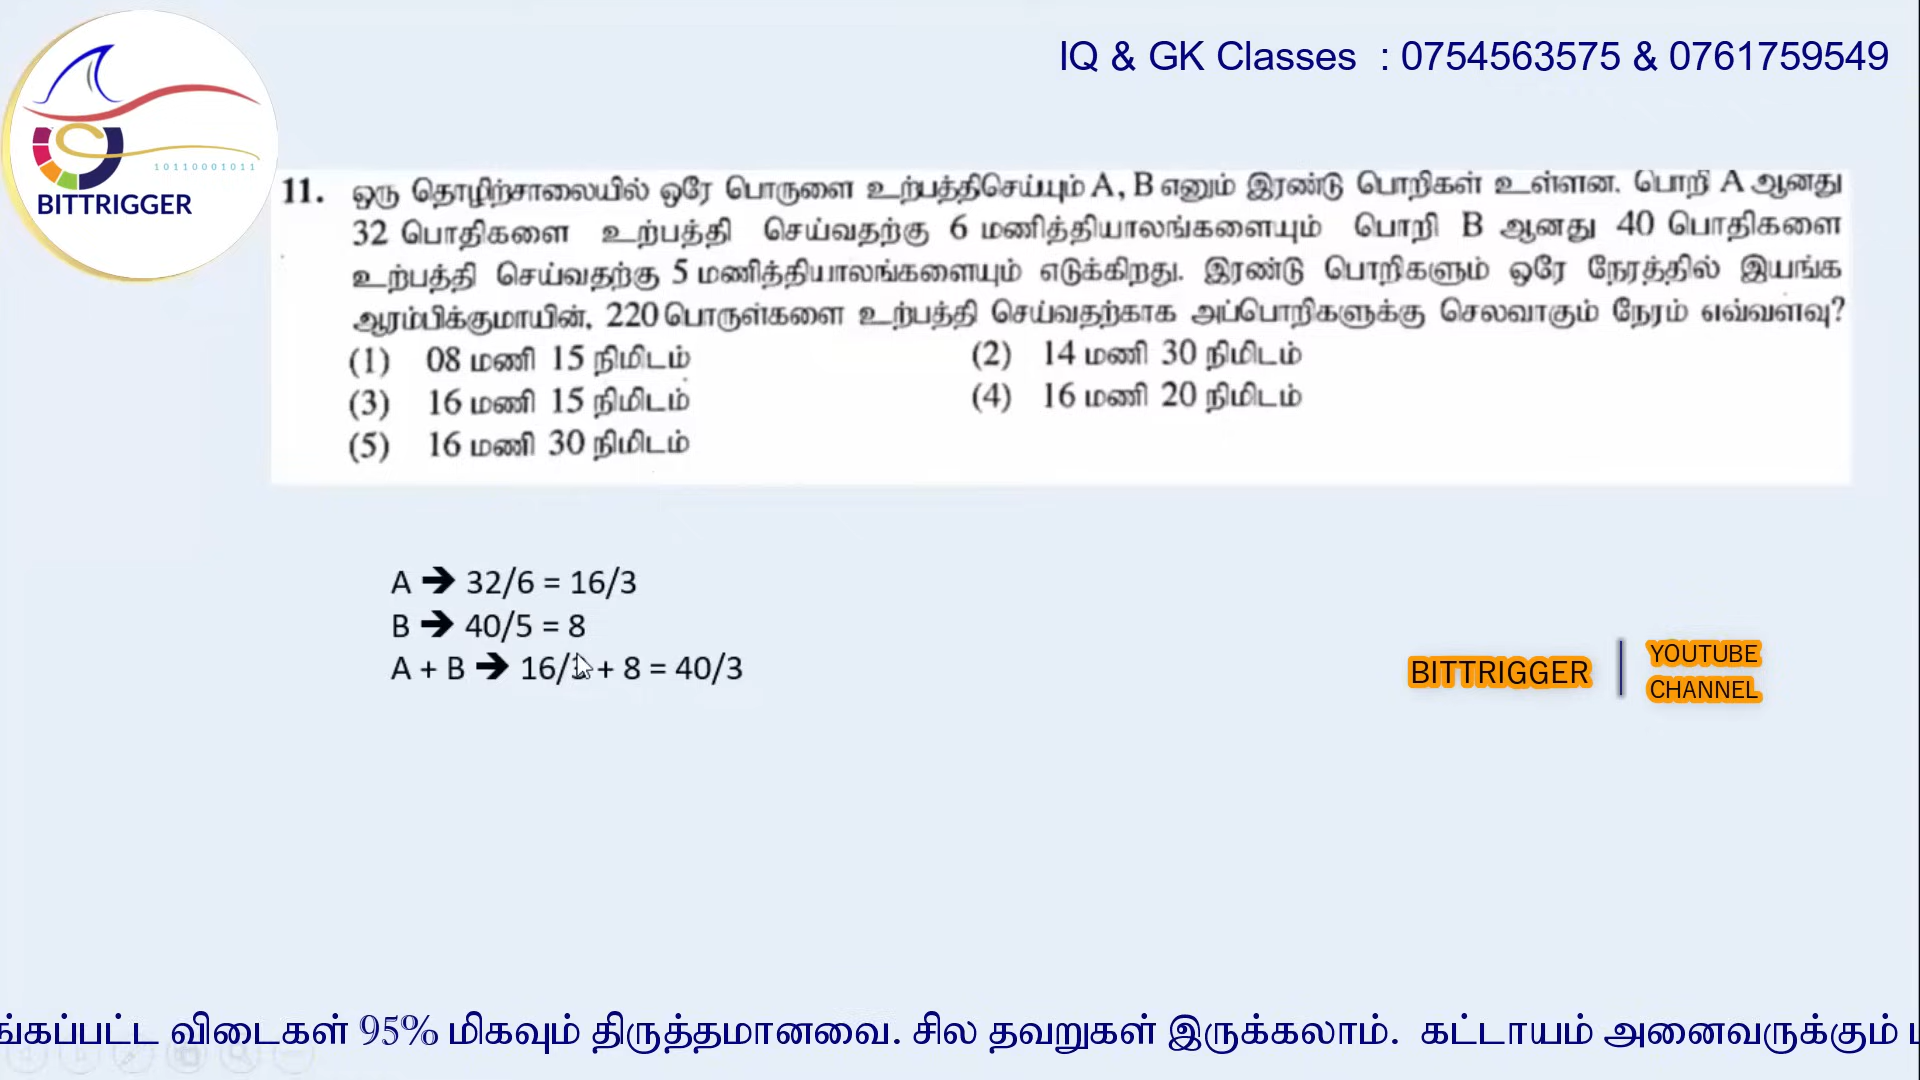 IQ & GK Classes : 0754563575 & 0761759549
10110001011
BITTRIGGER
11. ஒரு தொழிற்சாலையில் ஒரே பொருளை உற்பத்திசெய்யும் A, B எனும் இரண்டு பொறிகள் உள்ளன. பொறி A ஆனது
32 பொதிகளை உற்பத்தி செய்வதற்கு 6 மணித்தியாலங்களையும் பொறி B ஆனது 40 பொதிகளை
உற்பத்தி செய்வதற்கு 5 மணித்தியாலங்களையும் எடுக்கிறது. இரண்டு பொறிகளும் ஒரே நேரத்தில் இயங்க
ஆரம்பிக்குமாயின், 220 பொருள்களை உற்பத்தி செய்வதற்காக அப்பொறிகளுக்கு செலவாகும் நேரம் எவ்வளவு?
(1) 08 மணி 15 நிமிடம் (2) 14 மணி 30 நிமிடம்
(3) 16 மணி 15 நிமிடம் (4) 16 மணி 20 நிமிடம்
(5) 16 மணி 30 நிமிடம்
A ➔ 32/6 = 16/3
B ➔ 40/5 = 8
A + B ➔ 16/3 + 8 = 40/3
BITTRIGGER
YOUTUBE
CHANNEL
விடைகள் 95% மிகவும் திருத்தமானவை. சில தவறுகள் இருக்கலாம். கட்டாயம் அனைவருக்கும்